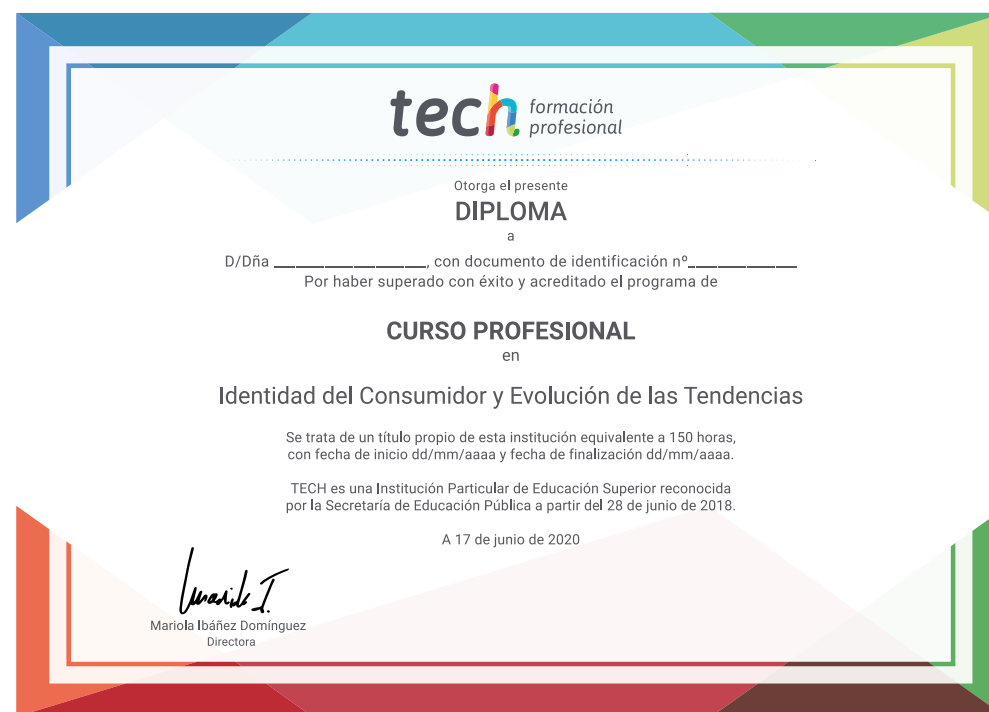 tech formación
profesional
Otorga el presente
DIPLOMA
a
D/Dña ____________________, con documento de identificación nº______________
Por haber superado con éxito y acreditado el programa de
CURSO PROFESIONAL
en
Identidad del Consumidor y Evolución de las Tendencias
Se trata de un título propio de esta institución equivalente a 150 horas,
con fecha de inicio dd/mm/aaaa y fecha de finalización dd/mm/aaaa.
TECH es una Institución Particular de Educación Superior reconocida
por la Secretaría de Educación Pública a partir del 28 de junio de 2018.
A 17 de junio de 2020
Mariola Ibáñez Domínguez
Directora